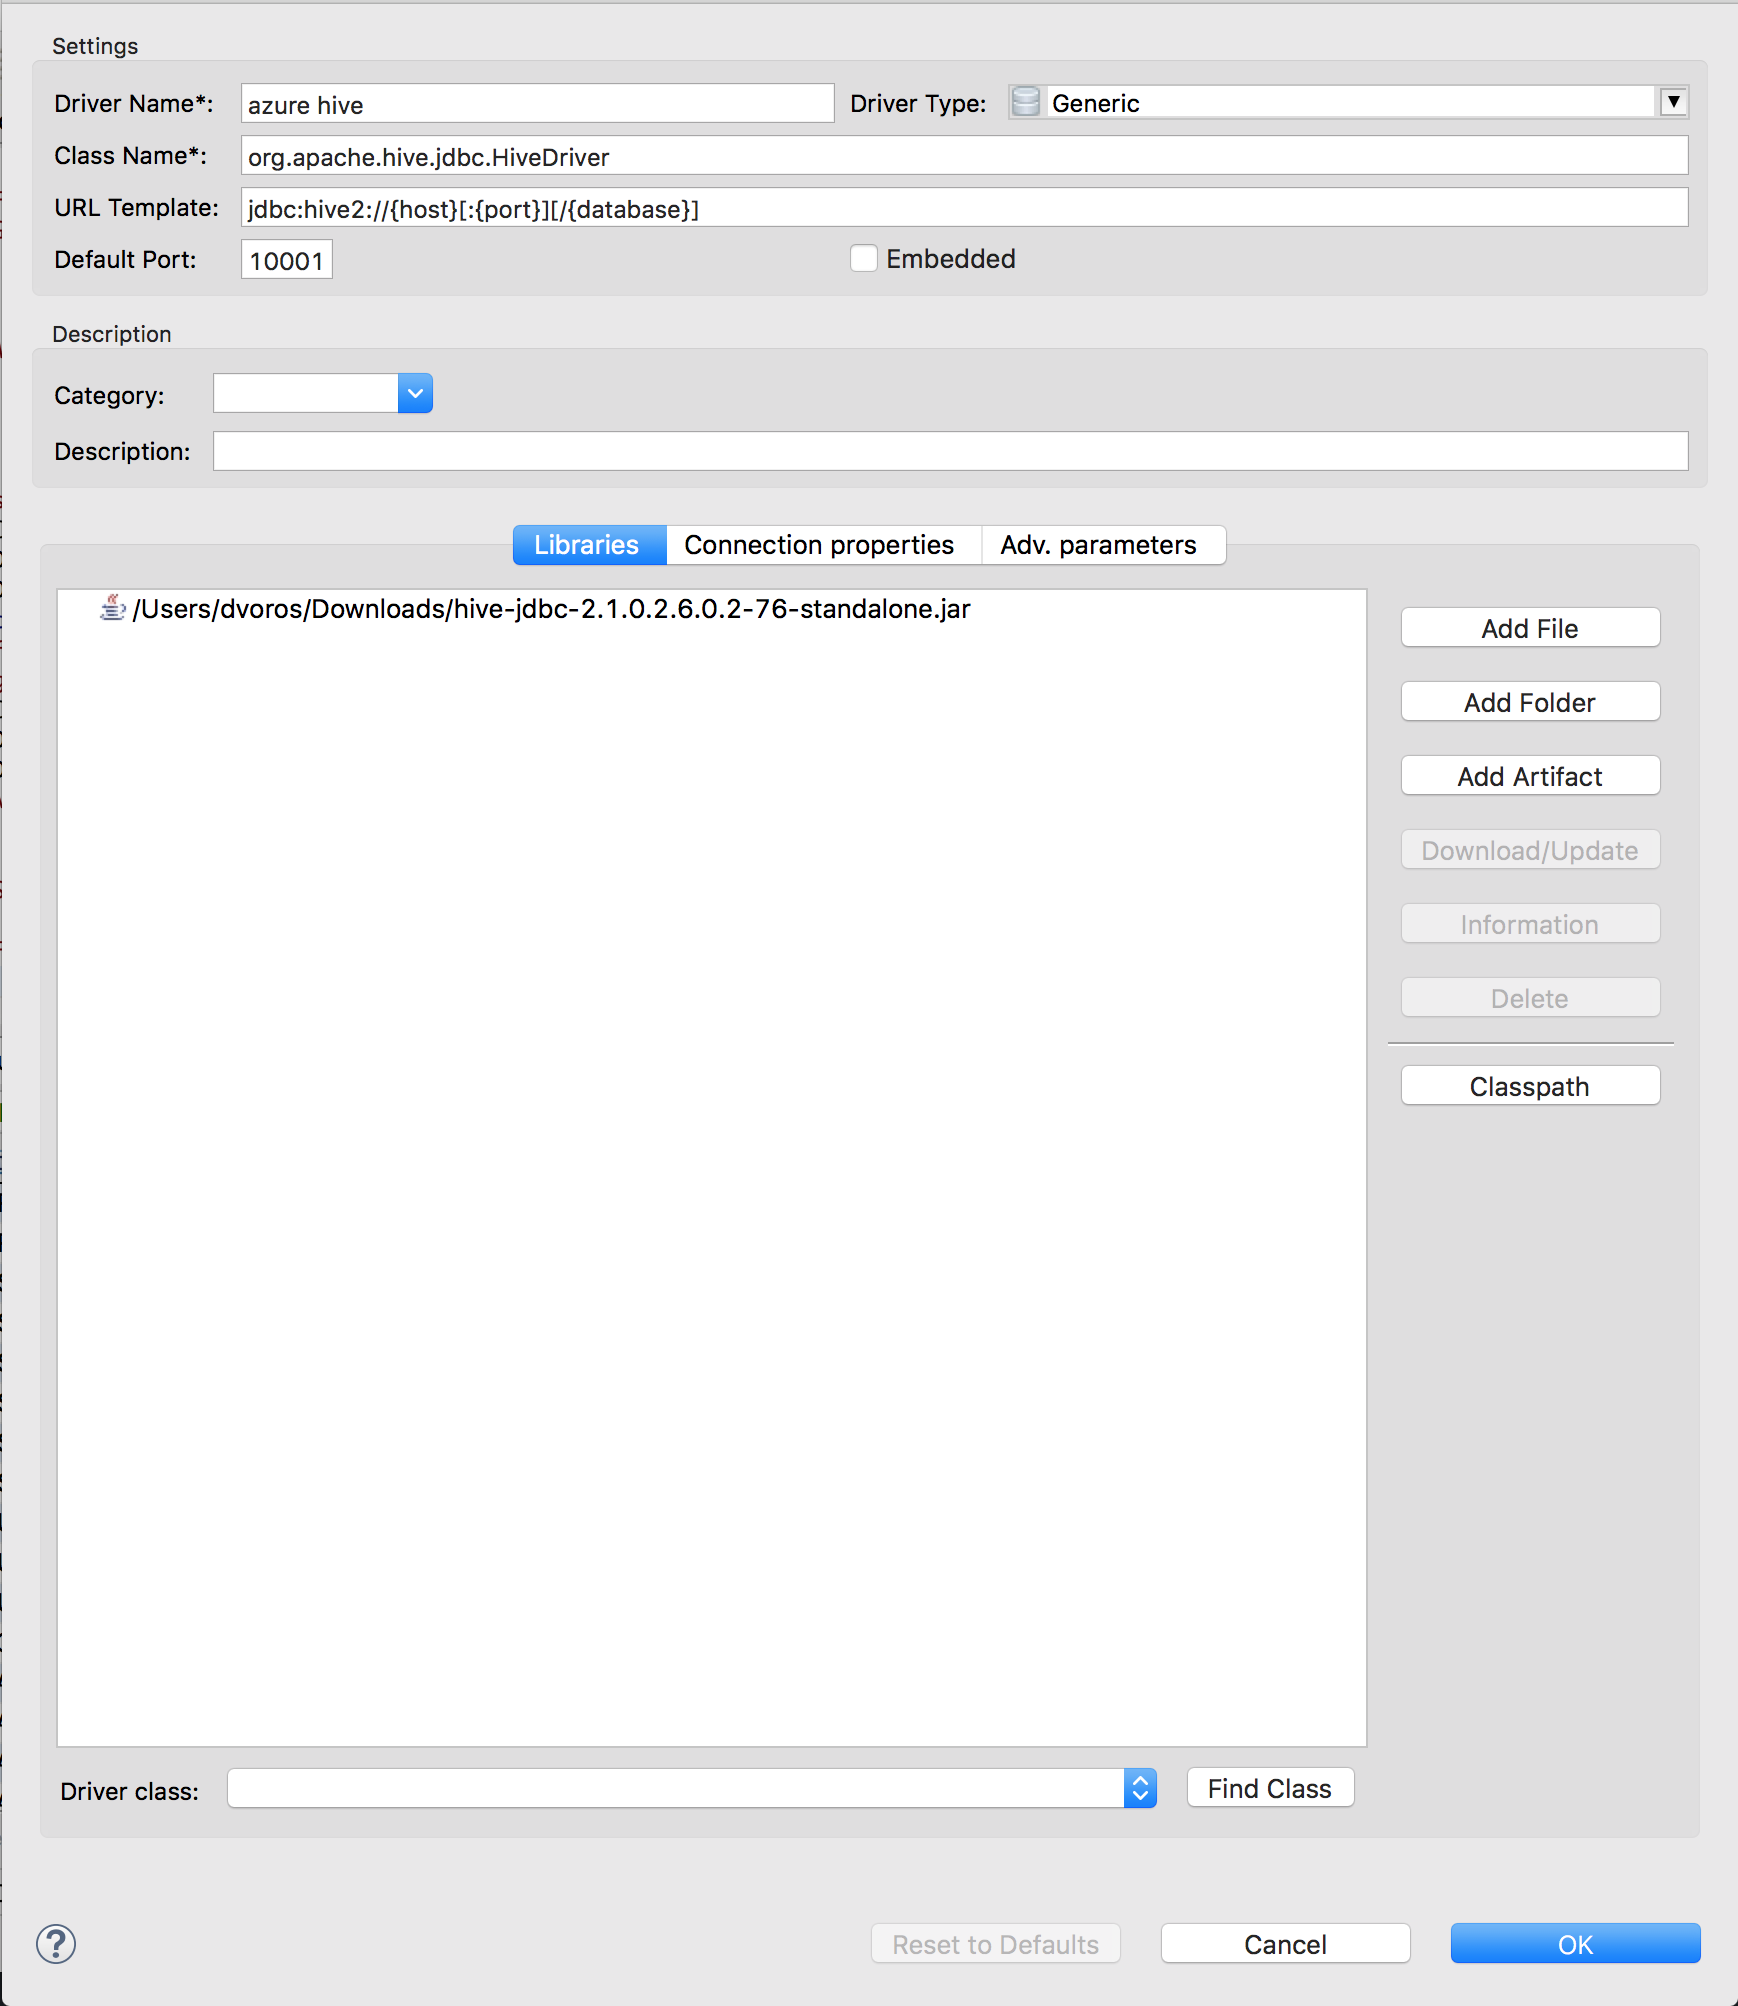 Settings
Driver Name*: azure hive Driver Type: Generic
Class Name*: org.apache.hive.jdbc.HiveDriver
URL Template: jdbc:hive2://{host}[:{port}][/{database}]
Default Port: 10001 Embedded
Description
Category:
Description:
Libraries Connection properties Adv. parameters
/Users/dvoros/Downloads/hive-jdbc-2.1.0.2.6.0.2-76-standalone.jar
Add File
Add Folder
Add Artifact
Download/Update
Information
Delete
Classpath
Driver class: Find Class
? Reset to Defaults Cancel OK